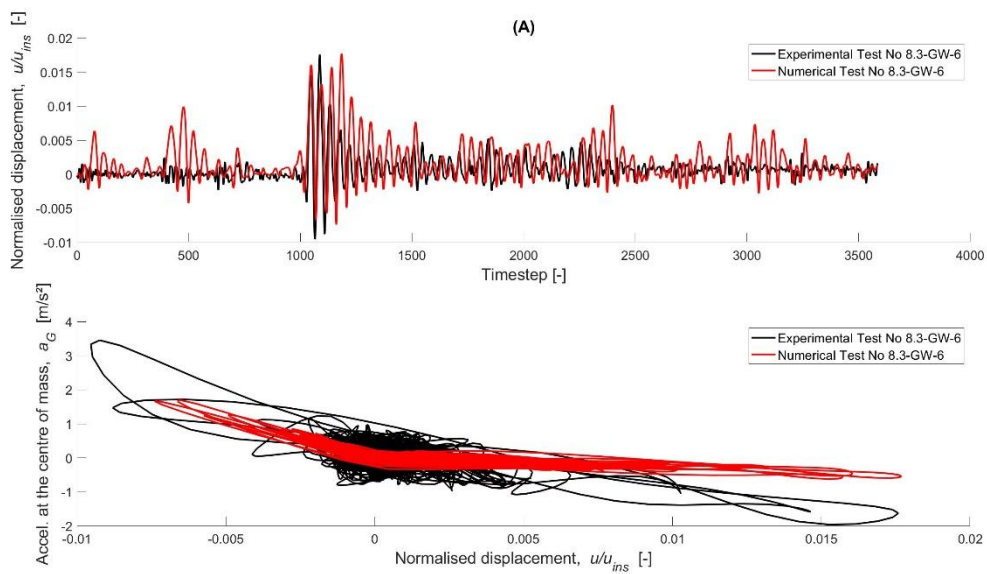 (A)
Normalised displacement, u/u_ins [-]
0.02
0.015
0.01
0.005
0
-0.005
-0.01
Experimental Test No 8.3-GW-6
Numerical Test No 8.3-GW-6
0 500 1000 1500 2000 2500 3000 3500 4000
Timestep [-]
Accel. at the centre of mass, a_G [m/s²]
4
3
2
1
0
-1
-2
Experimental Test No 8.3-GW-6
Numerical Test No 8.3-GW-6
-0.01 -0.005 0 0.005 0.01 0.015 0.02
Normalised displacement, u/u_ins [-]